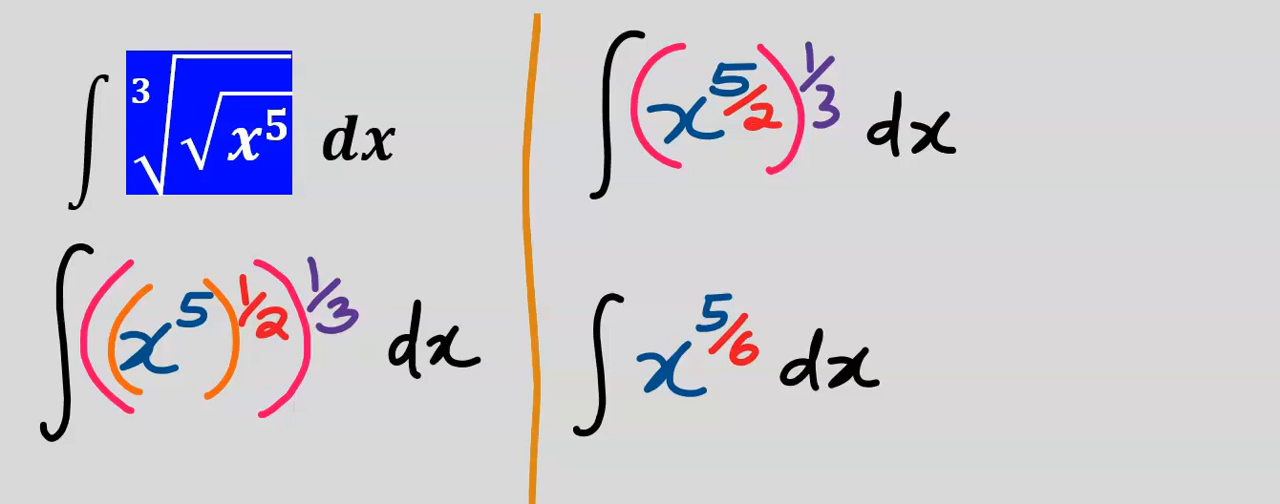 ∫ ∛(√(x⁵)) dx
∫ ((x⁵)^1/2)^1/3 dx
∫ (x^5/2)^1/3 dx
∫ x^5/6 dx